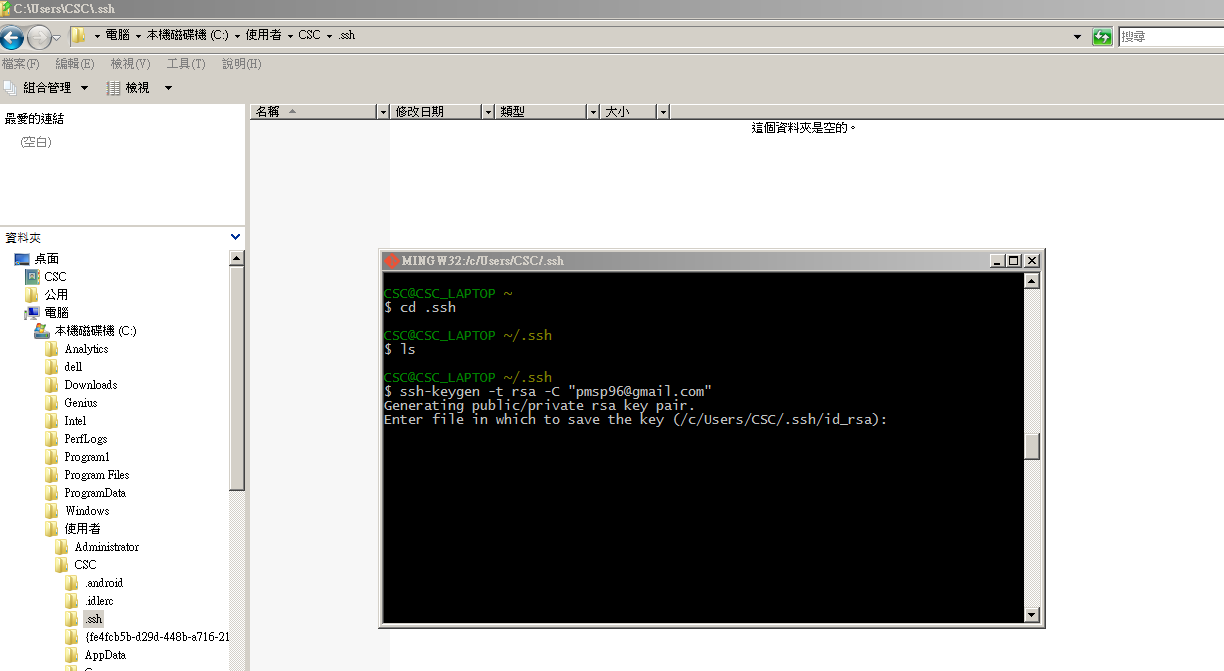 C:\Users\CSC\.ssh
電腦 本機磁碟機 (C:) 使用者 CSC .ssh
搜尋
檔案(F) 編輯(E) 檢視(V) 工具(T) 說明(H)
組合管理 檢視
最愛的連結
(空白)
名稱 修改日期 類型 大小
這個資料夾是空的。
資料夾
桌面
CSC
公用
電腦
本機磁碟機 (C:)
Analytics
dell
Downloads
Genius
Intel
PerfLogs
Program1
Program Files
ProgramData
Windows
使用者
Administrator
CSC
.android
.idlerc
.ssh
{fe4fcb5b-d29d-448b-a716-21
AppData
MINGW32:/c/Users/CSC/.ssh
CSC@CSC_LAPTOP ~
$ cd .ssh
CSC@CSC_LAPTOP ~/.ssh
$ ls
CSC@CSC_LAPTOP ~/.ssh
$ ssh-keygen -t rsa -C "pmsp96@gmail.com"
Generating public/private rsa key pair.
Enter file in which to save the key (/c/Users/CSC/.ssh/id_rsa):